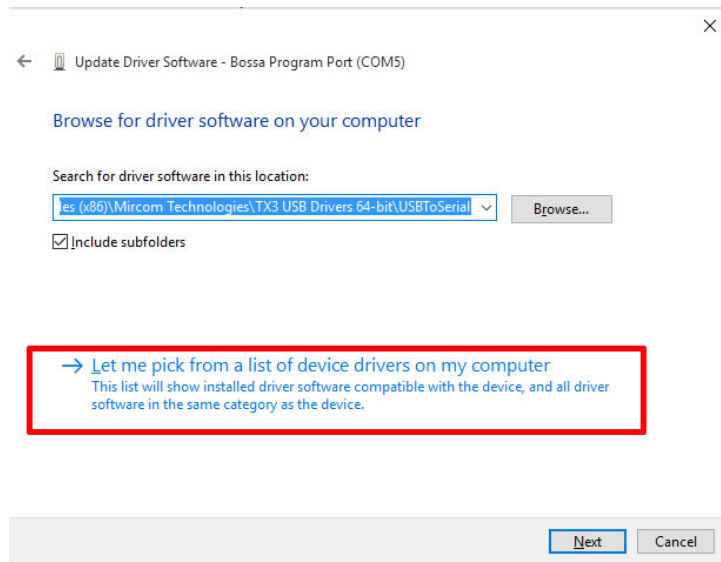 Update Driver Software - Bossa Program Port (COM5)
Browse for driver software on your computer
Search for driver software in this location:
les (x86)\Mircom Technologies\TX3 USB Drivers 64-bit\USBToSerial
Browse...
Include subfolders
Let me pick from a list of device drivers on my computer
This list will show installed driver software compatible with the device, and all driver
software in the same category as the device.
Next
Cancel